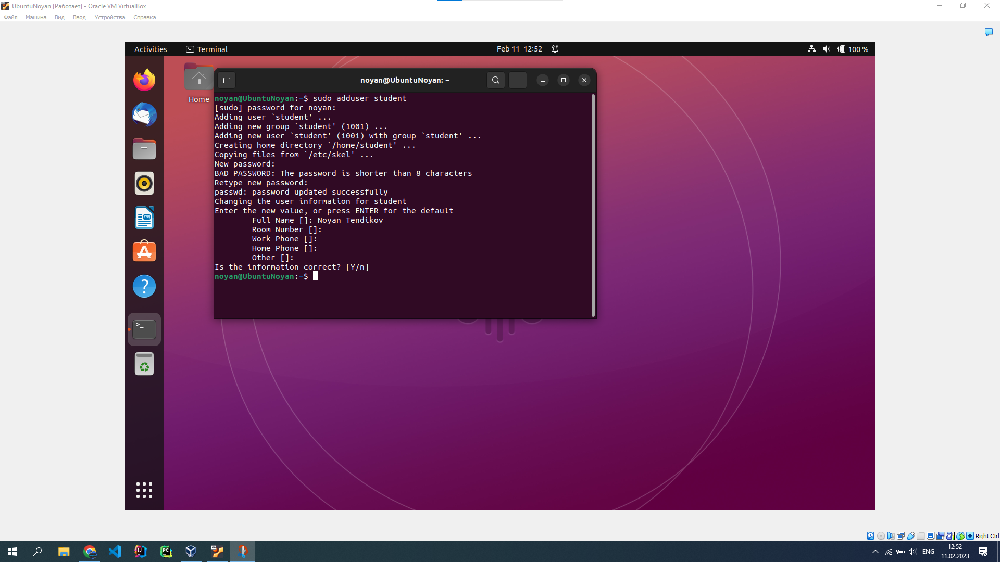 UbuntuNoyan [Работает] - Oracle VM VirtualBox
Файл Машина Вид Ввод Устройства Справка
Activities Terminal Feb 11 12:52 100 %
noyan@UbuntuNoyan: ~
Home
noyan@UbuntuNoyan:~$ sudo adduser student
[sudo] password for noyan:
Adding user `student' ...
Adding new group `student' (1001) ...
Adding new user `student' (1001) with group `student' ...
Creating home directory `/home/student' ...
Copying files from `/etc/skel' ...
New password:
BAD PASSWORD: The password is shorter than 8 characters
Retype new password:
passwd: password updated successfully
Changing the user information for student
Enter the new value, or press ENTER for the default
Full Name []: Noyan Tendikov
Room Number []:
Work Phone []:
Home Phone []:
Other []:
Is the information correct? [Y/n]
noyan@UbuntuNoyan:~$
Right Ctrl
ENG
12:52
11.02.2023